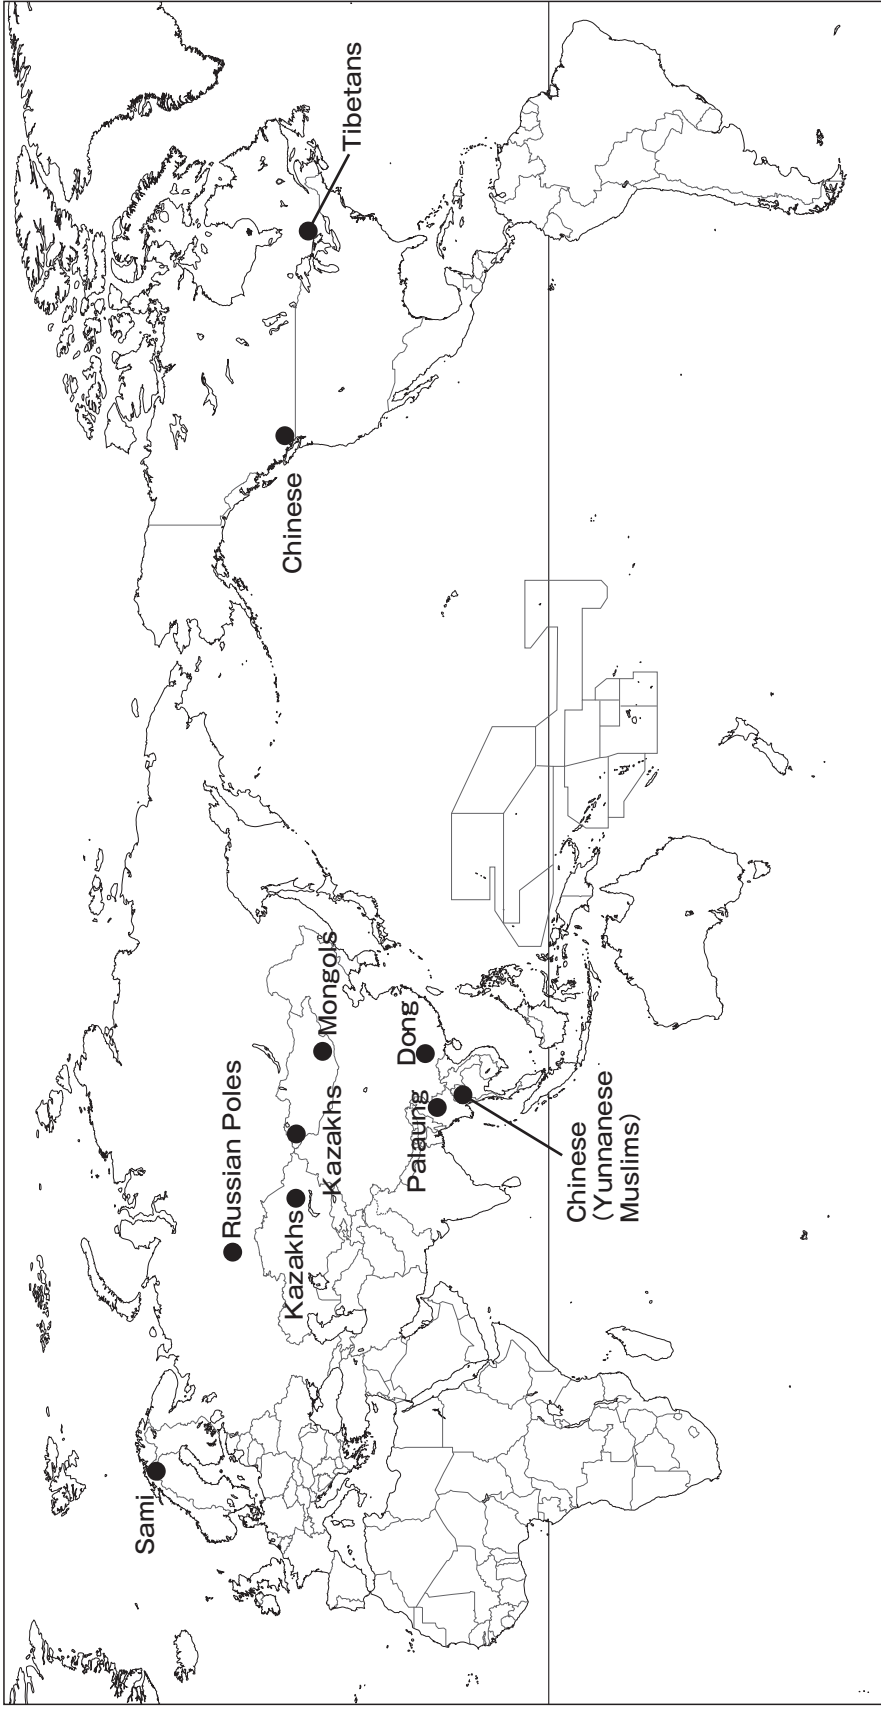 Sami
Russian Poles
Kazakhs
Kazakhs
Mongols
Palaung
Dong
Chinese
(Yunnanese
Muslims)
Chinese
Tibetans